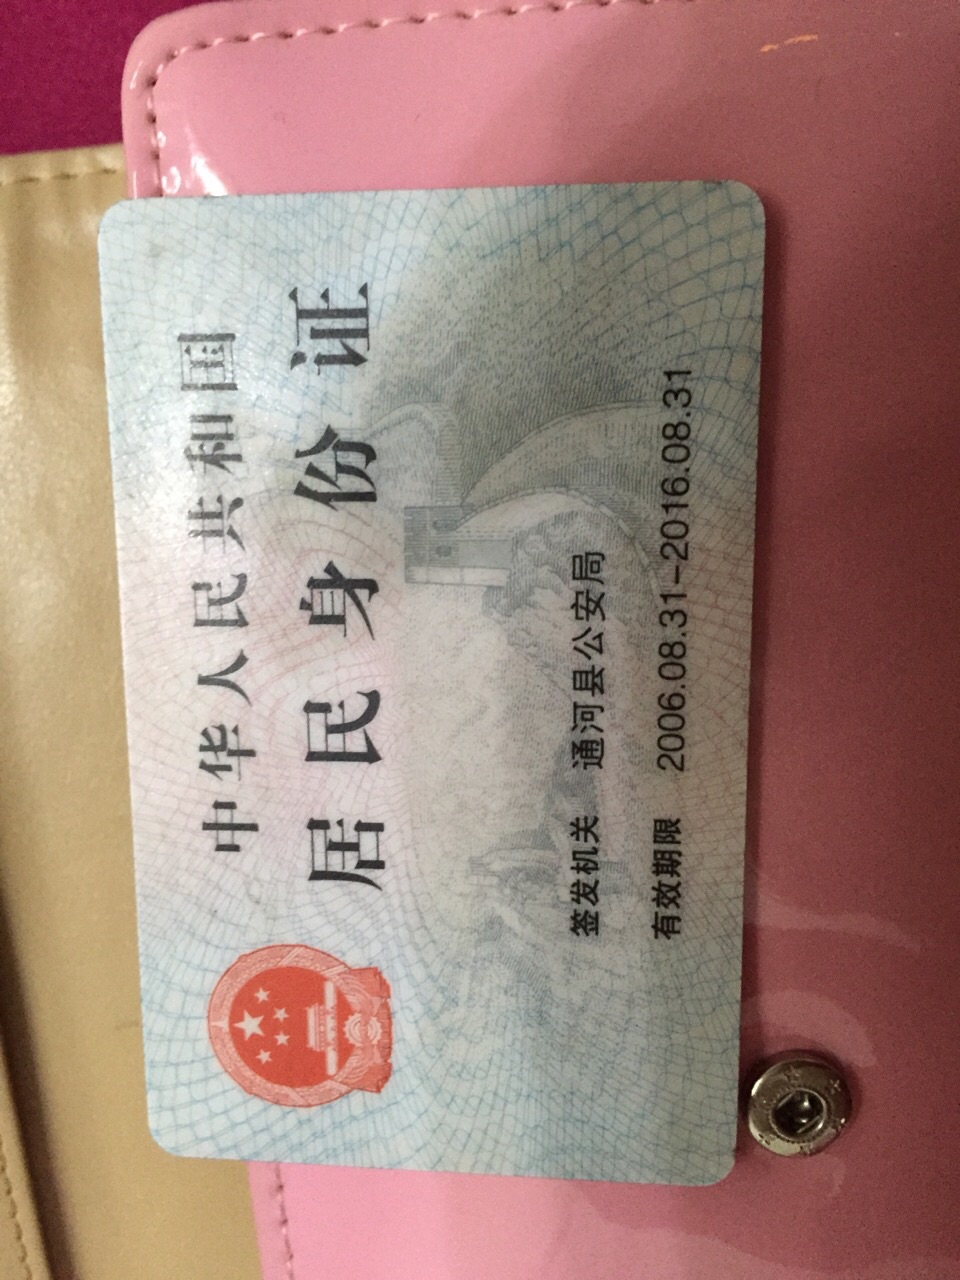 中华人民共和国
居民身份证
签发机关 通河县公安局
有效期限 2006.08.31-2016.08.31